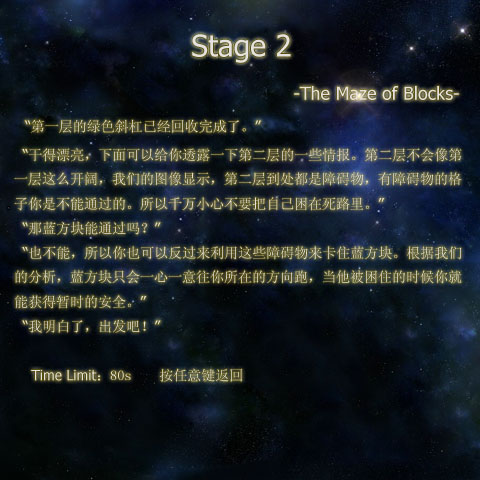 Stage 2
-The Maze of Blocks-
“第一层的绿色斜杠已经回收完成了。”
“干得漂亮，下面可以给你透露一下第二层的一些情报。第二层不会像第
一层这么开阔，我们的图像显示，第二层到处都是障碍物，有障碍物的格
子你是不能通过的。所以千万小心不要把自己困在死路里。”
“那蓝方块能通过吗？”
“也不能，所以你也可以反过来利用这些障碍物来卡住蓝方块。根据我们
的分析，蓝方块只会一心一意往你所在的方向跑，当他被困住的时候你就
能获得暂时的安全。”
“我明白了，出发吧！”
Time Limit：80s 按任意键返回